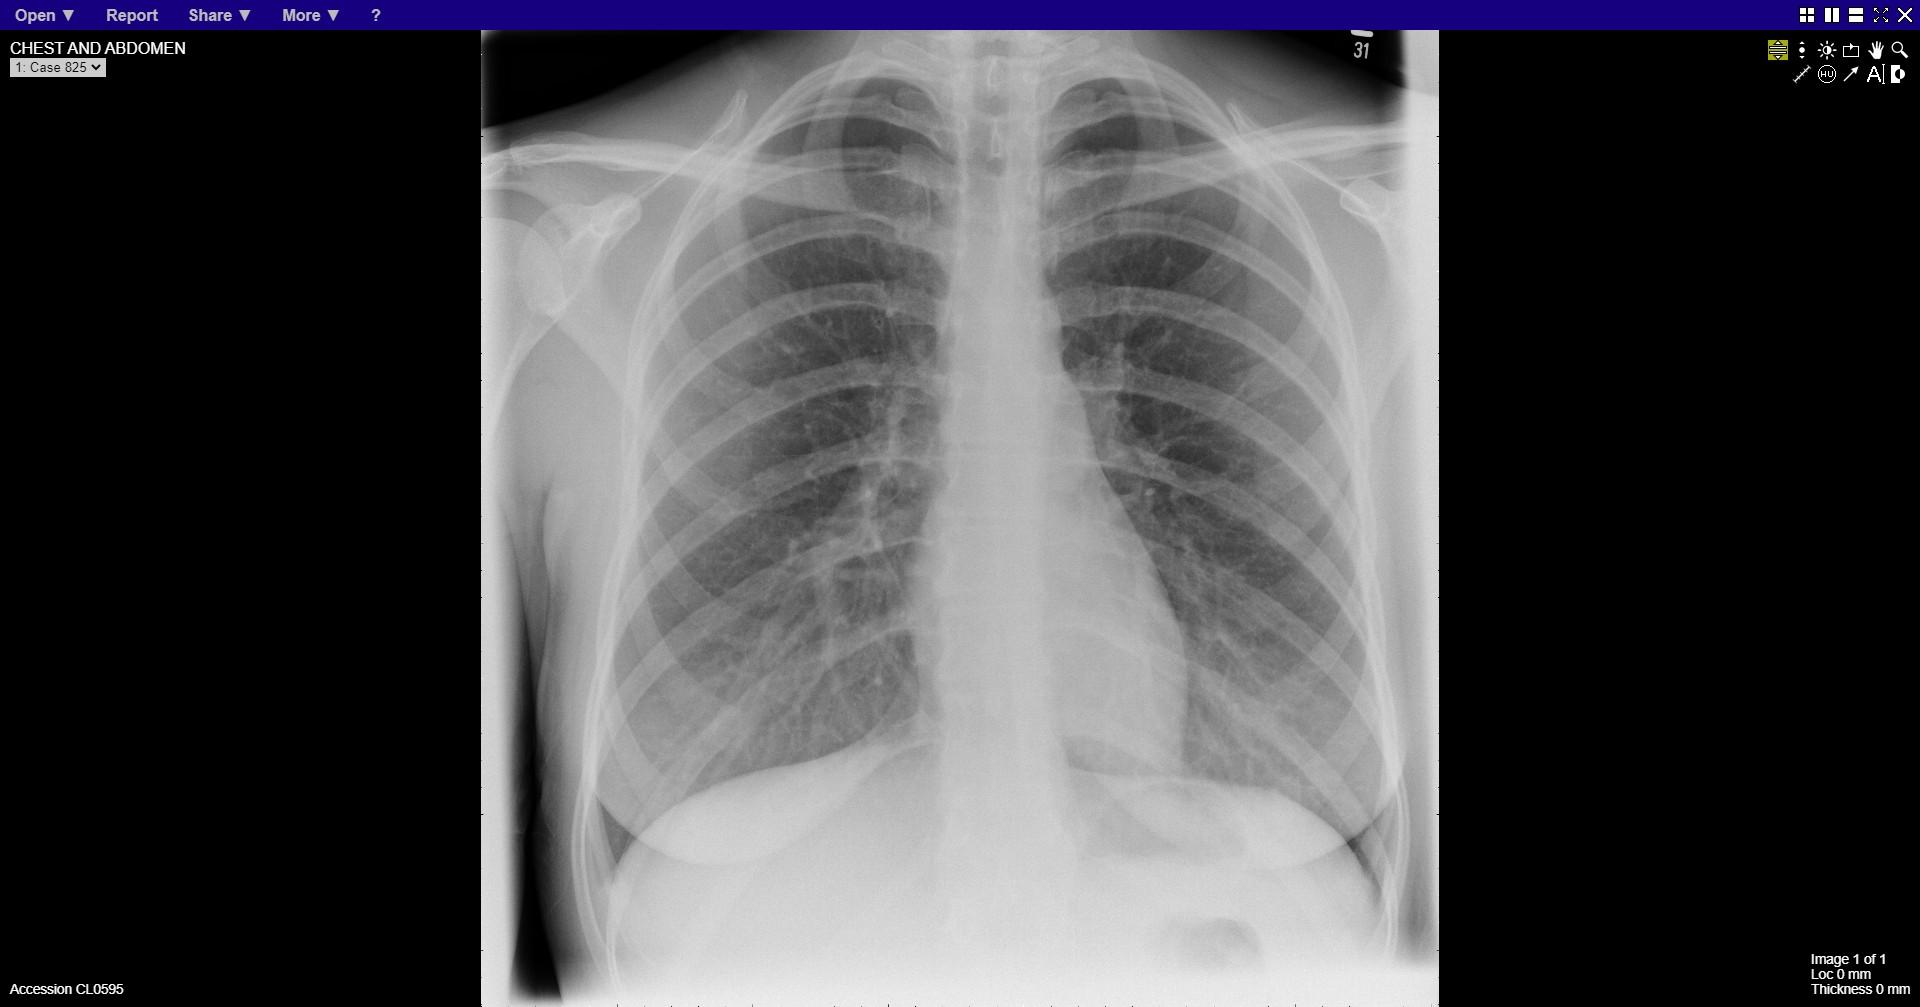 Open ▼ Report Share ▼ More ▼ ?
CHEST AND ABDOMEN
1: Case 825
31
HU
A
Image 1 of 1
Loc 0 mm
Thickness 0 mm
Accession CL0595